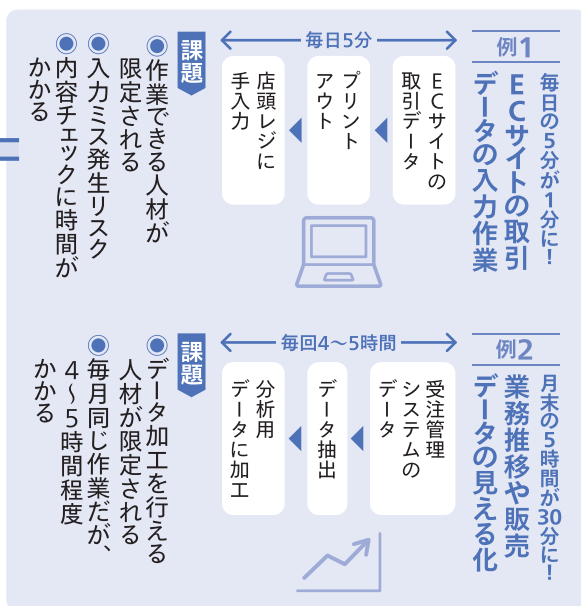 例1
毎日の5分が1分に!
ECサイトの取引
データの入力作業
毎日5分
ECサイトの
取引データ
プリント
アウト
店頭レジに
手入力
課題
作業できる人材が
限定される
入力ミス発生リスク
内容チェックに時間が
かかる
例2
月末の5時間が30分に!
業務推移や販売
データの見える化
毎回4〜5時間
受注管理
システムの
データ
データ抽出
分析用
データに加工
課題
データ加工を行える
人材が限定される
毎月同じ作業だが、
4〜5時間程度
かかる